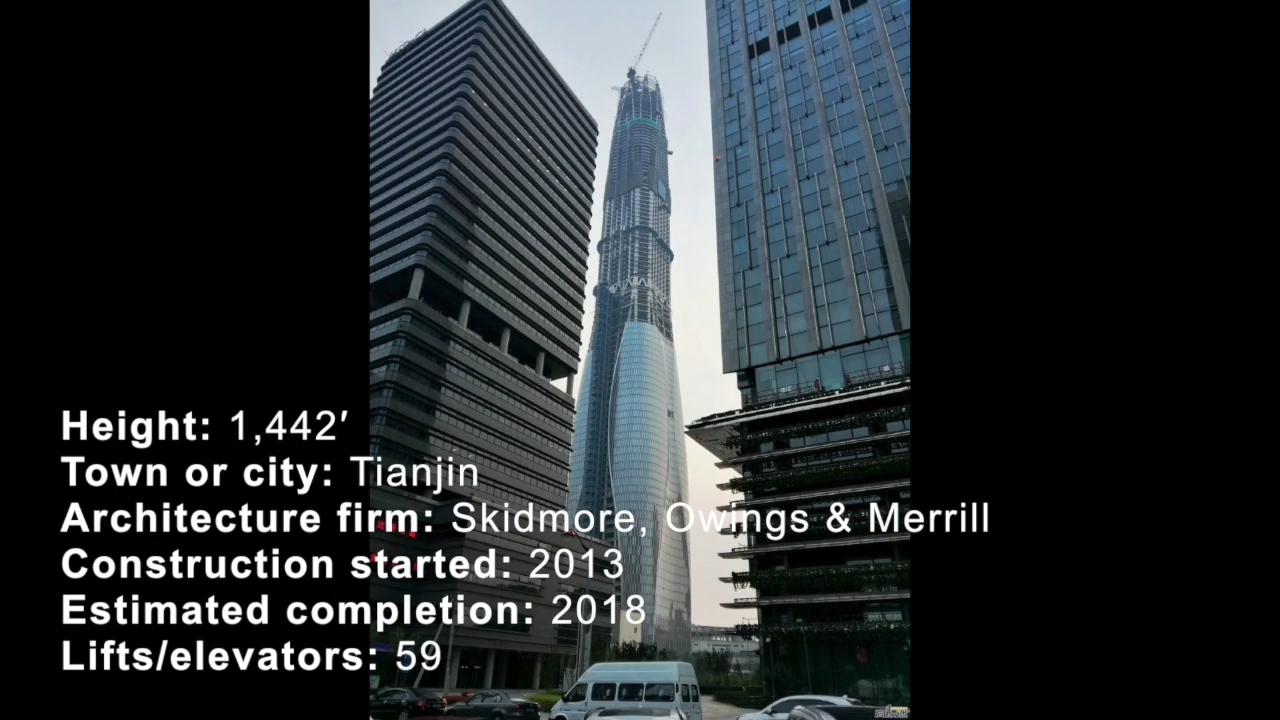 Height: 1,442′
Town or city: Tianjin
Architecture firm: Skidmore, Owings & Merrill
Construction started: 2013
Estimated completion: 2018
Lifts/elevators: 59